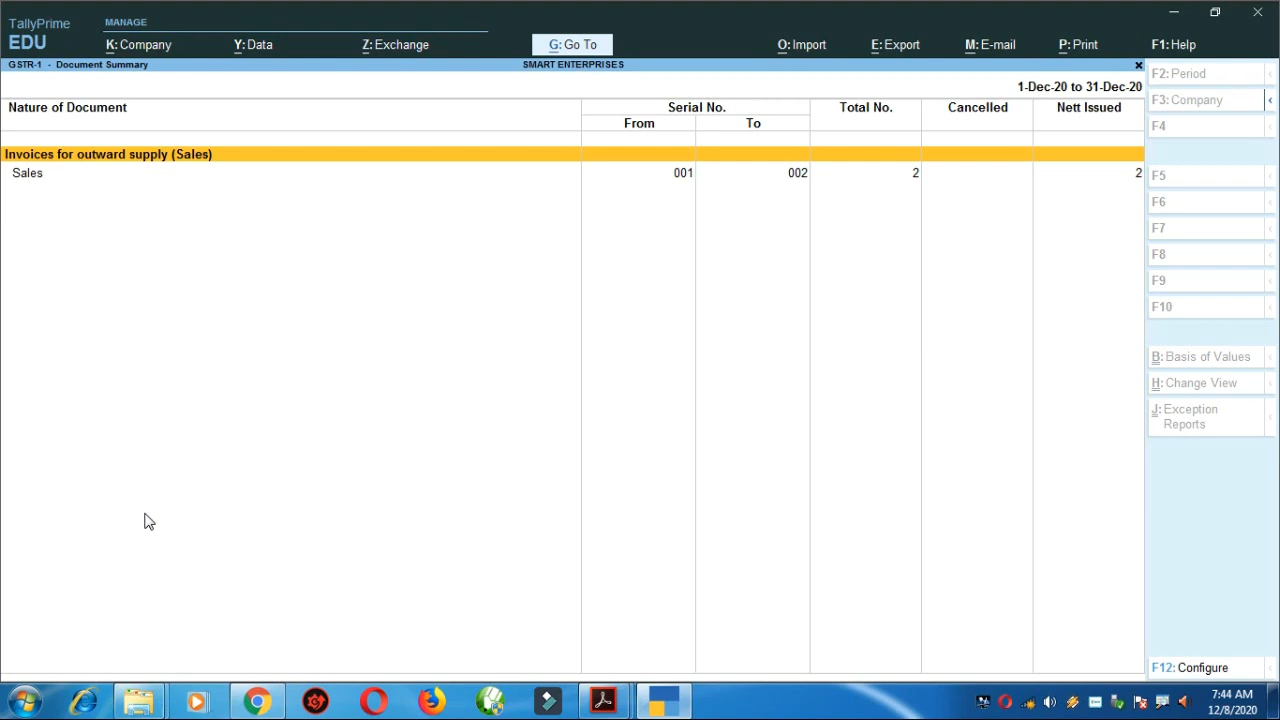 TallyPrime
EDU
MANAGE
K: Company
Y: Data
Z: Exchange
G: Go To
O: Import
E: Export
M: E-mail
P: Print
F1: Help
GSTR-1 - Document Summary
SMART ENTERPRISES
1-Dec-20 to 31-Dec-20
Nature of Document
Serial No.
Total No.
Cancelled
Nett Issued
From
To
Invoices for outward supply (Sales)
Sales
001
002
2
2
F2: Period
F3: Company
F4
F5
F6
F7
F8
F9
F10
B: Basis of Values
H: Change View
J: Exception
Reports
F12: Configure
7:44 AM
12/8/2020